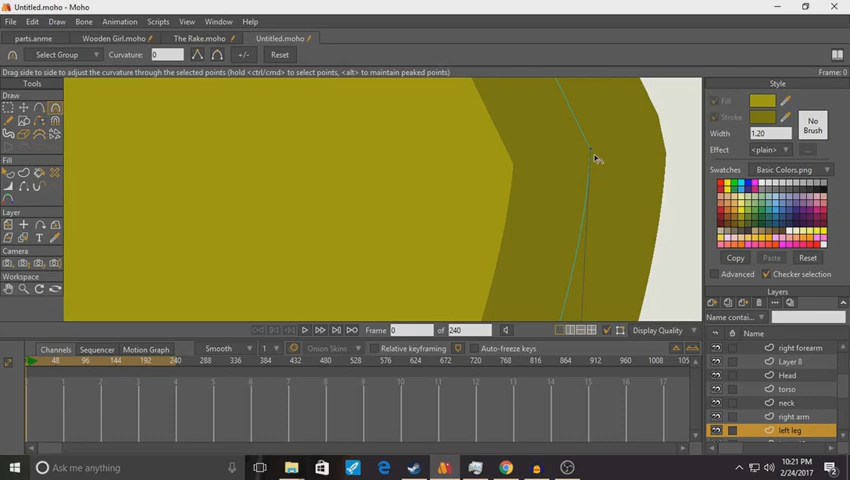 Untitled.moho - Moho
File Edit Draw Bone Animation Scripts View Window Help
parts.anme Wooden Girl.moho The Rake.moho Untitled.moho
Select Group Curvature: 0 +/- Reset
Drag side to side to adjust the curvature through the selected points (hold <ctrl/cmd> to select points, <alt> to maintain peaked points) Frame: 0
Tools
Draw
Fill
Layer
Camera
Workspace
Style
Fill
Stroke
No Brush
Width 1.20
Effect <plain> ...
Swatches Basic Colors.png
Copy Paste Reset
Advanced Checker selection
Layers
Name contai...
Name
right forearm
Layer 8
Head
torso
neck
right arm
left leg
Frame 0 of 240 Display Quality
Channels Sequencer Motion Graph Smooth 1 Onion Skins Relative keyframing Auto-freeze keys
48 96 144 192 240 288 336 384 432 480 528 576 624 672 720 768 816 864 912 960 1008 105
1 2 3 4 5 6 7 8 9 10 11 12 13 14 15 16 17
Ask me anything
10:21 PM
2/24/2017